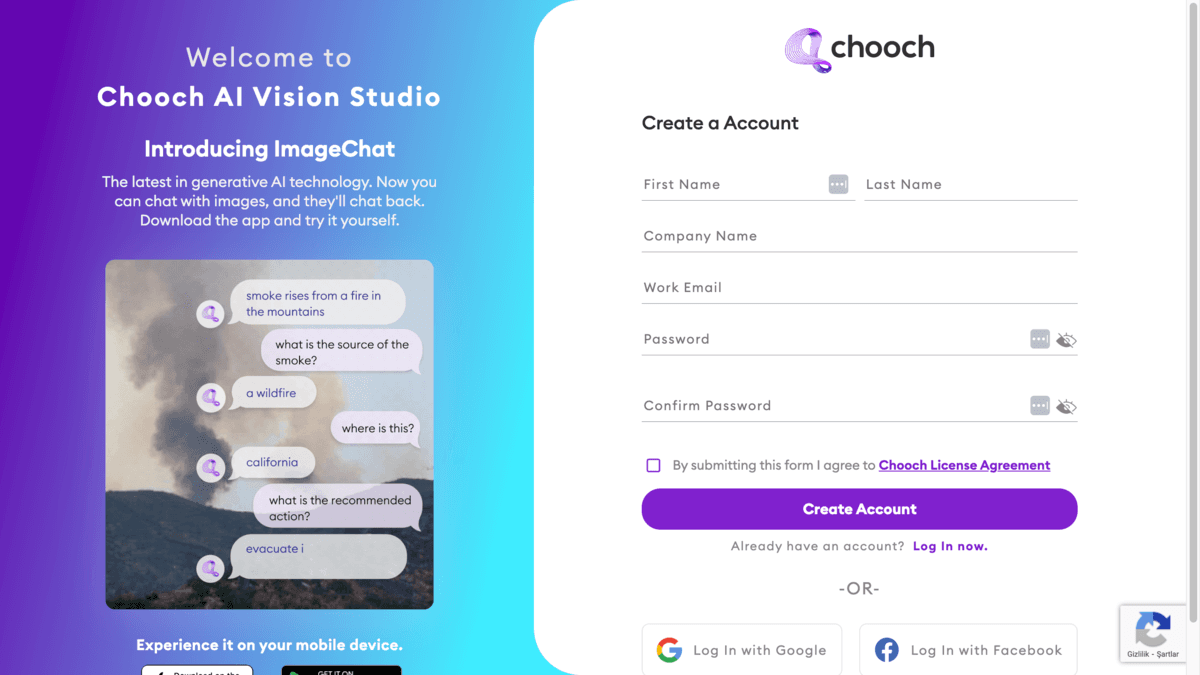 Welcome to
Chooch AI Vision Studio
Introducing ImageChat
The latest in generative AI technology. Now you
can chat with images, and they'll chat back.
Download the app and try it yourself.
smoke rises from a fire in
the mountains
what is the source of the
smoke?
a wildfire
where is this?
california
what is the recommended
action?
evacuate i
Experience it on your mobile device.
Download on the
GET IT ON
chooch
Create a Account
First Name
Last Name
Company Name
Work Email
Password
Confirm Password
By submitting this form I agree to Chooch License Agreement
Create Account
Already have an account? Log In now.
-OR-
Log In with Google
Log In with Facebook
Gizlilik - Şartlar